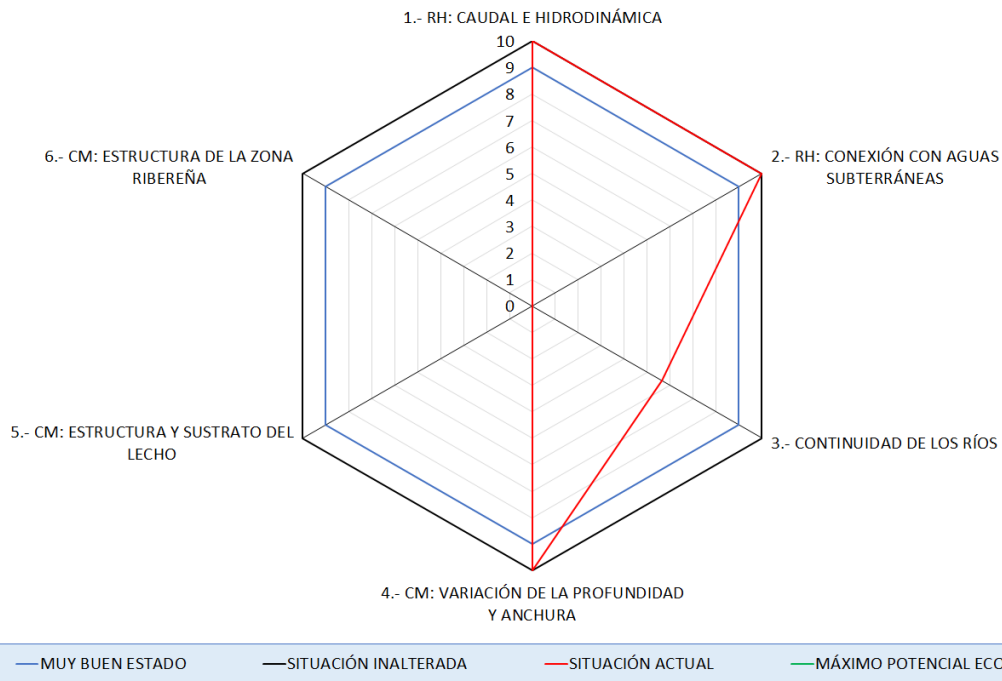 1.- RH: CAUDAL E HIDRODINÁMICA
10
9
8
7
6
5
4
3
2
1
0
6.- CM: ESTRUCTURA DE LA ZONA
RIBEREÑA
2.- RH: CONEXIÓN CON AGUAS
SUBTERRÁNEAS
5.- CM: ESTRUCTURA Y SUSTRATO DEL
LECHO
3.- CONTINUIDAD DE LOS RÍOS
4.- CM: VARIACIÓN DE LA PROFUNDIDAD
Y ANCHURA
MUY BUEN ESTADO
SITUACIÓN INALTERADA
SITUACIÓN ACTUAL
MÁXIMO POTENCIAL ECO